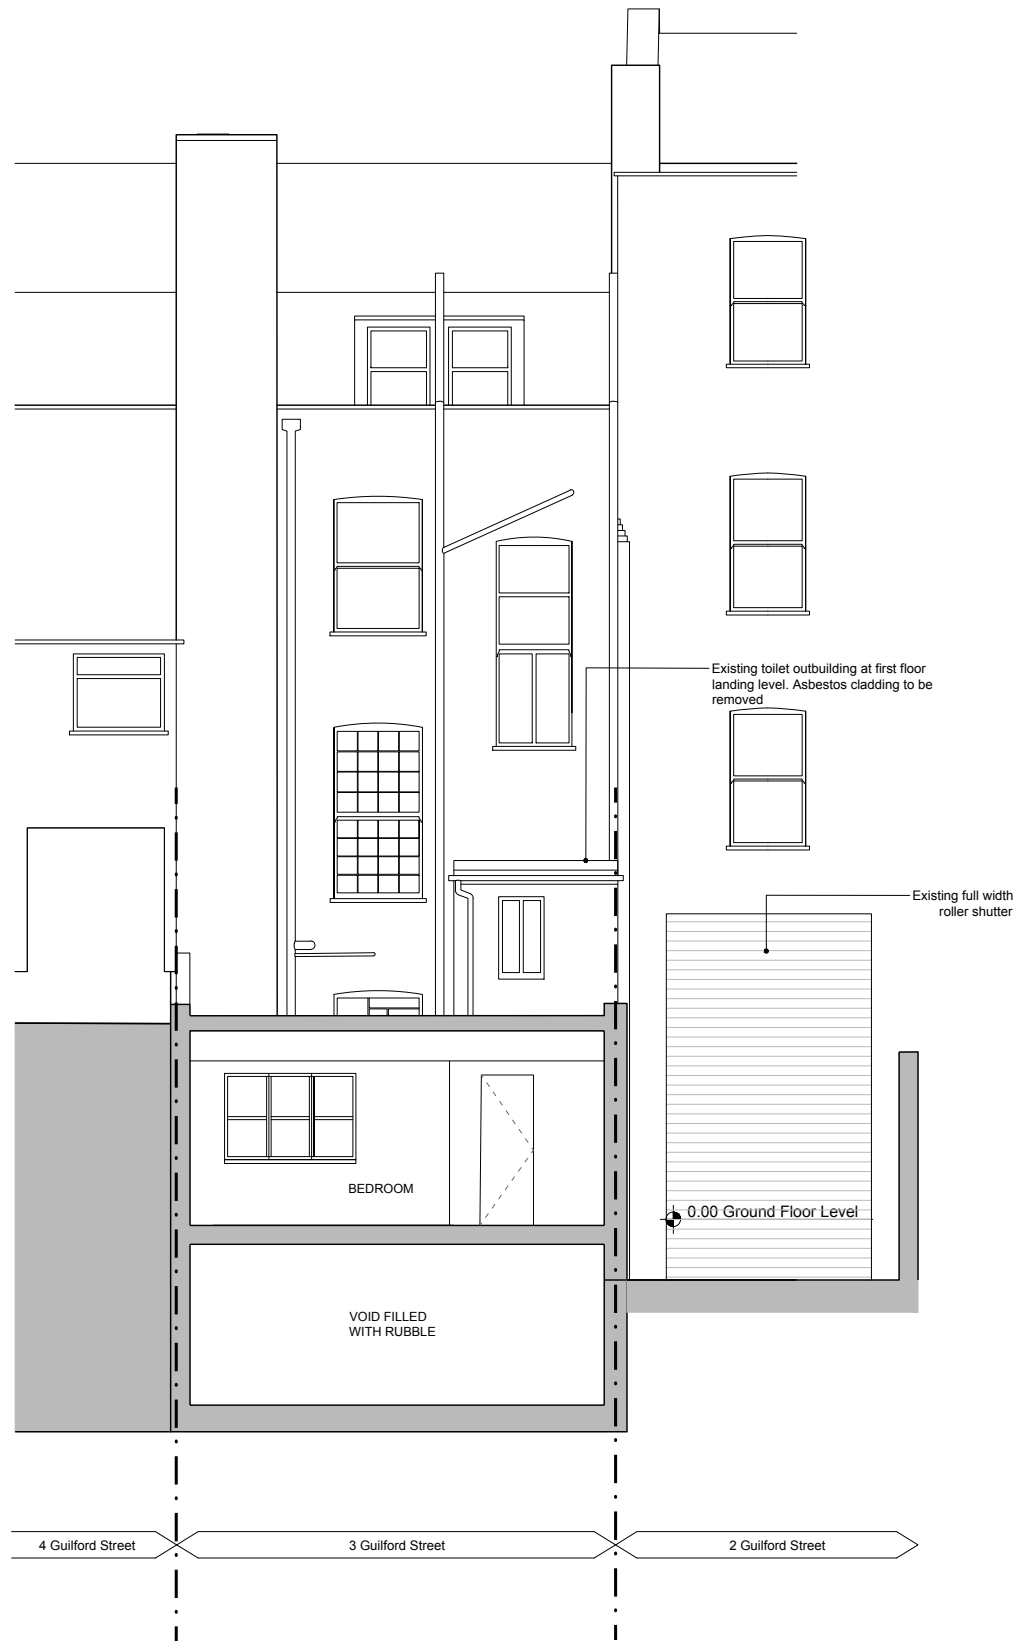 Existing toilet outbuilding at first floor
landing level. Asbestos cladding to be
removed
Existing full width
roller shutter
BEDROOM
0.00 Ground Floor Level
VOID FILLED
WITH RUBBLE
4 Guilford Street
3 Guilford Street
2 Guilford Street